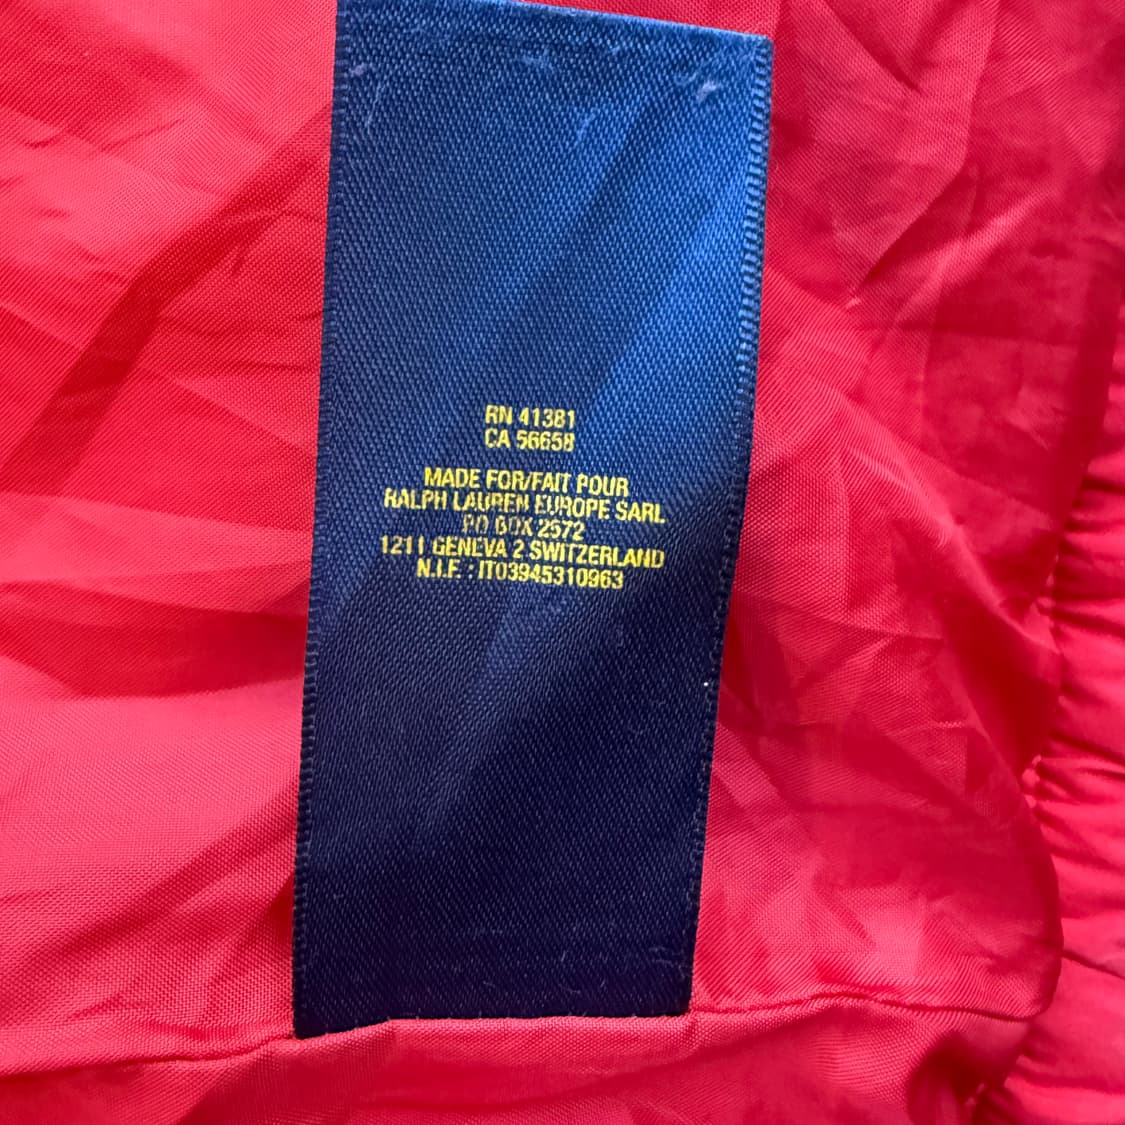 RN 41381
CA 56658
MADE FOR/FAIT POUR
RALPH LAUREN EUROPE SARL
PO BOX 2572
1211 GENEVA 2 SWITZERLAND
N.I.F. : IT03945310963